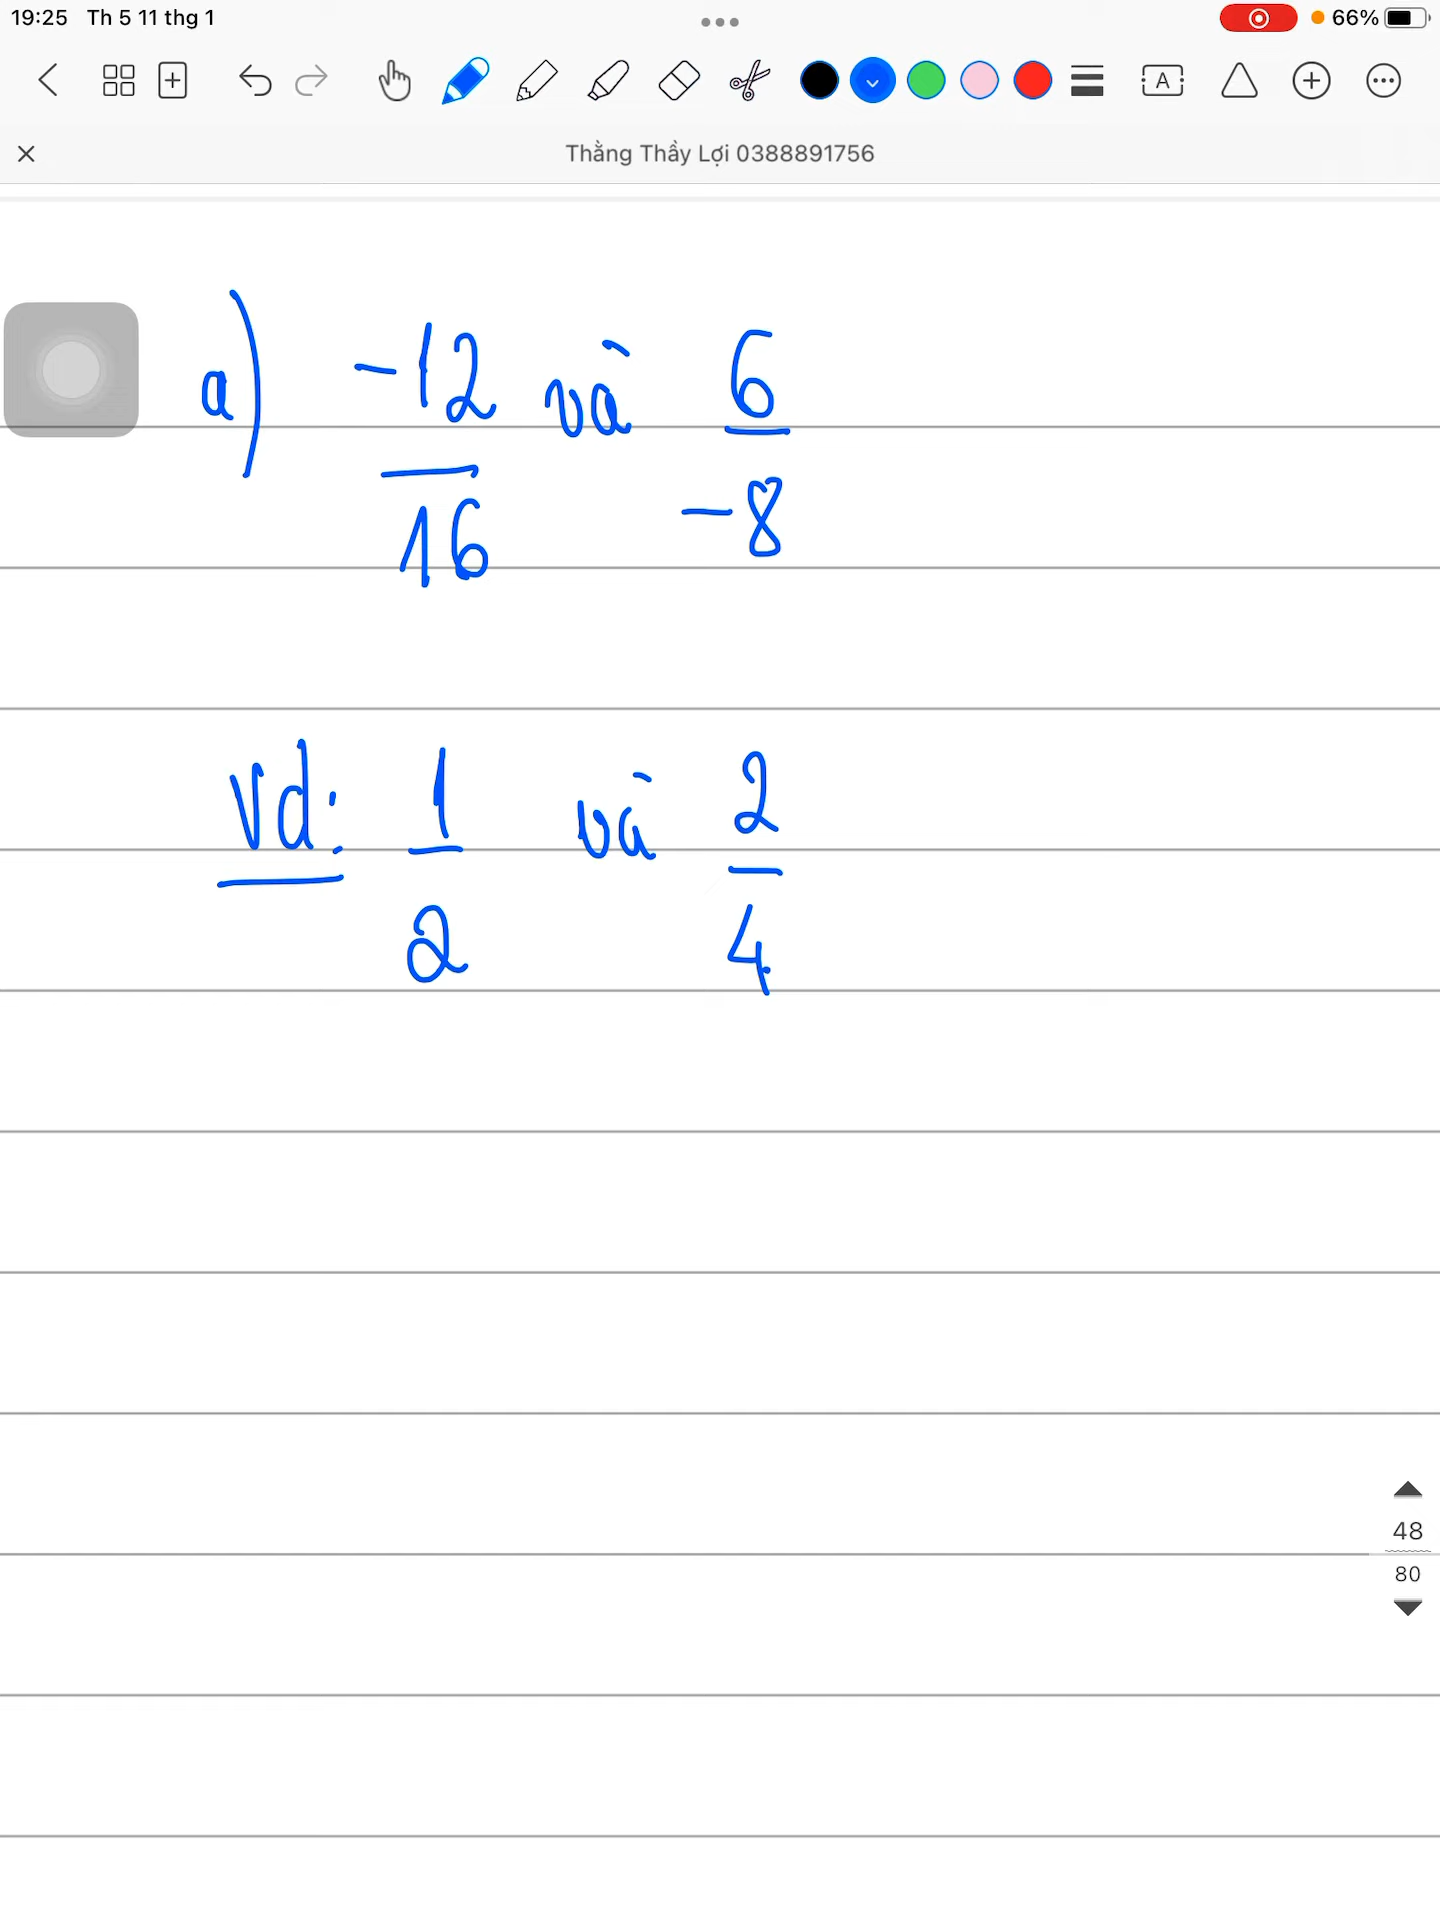 19:25 Th 5 11 thg 1 66%
A
Thằng Thầy Lợi 0388891756
a) -12/16 và 6/-8
Vd: 1/2 và 2/4
48
80